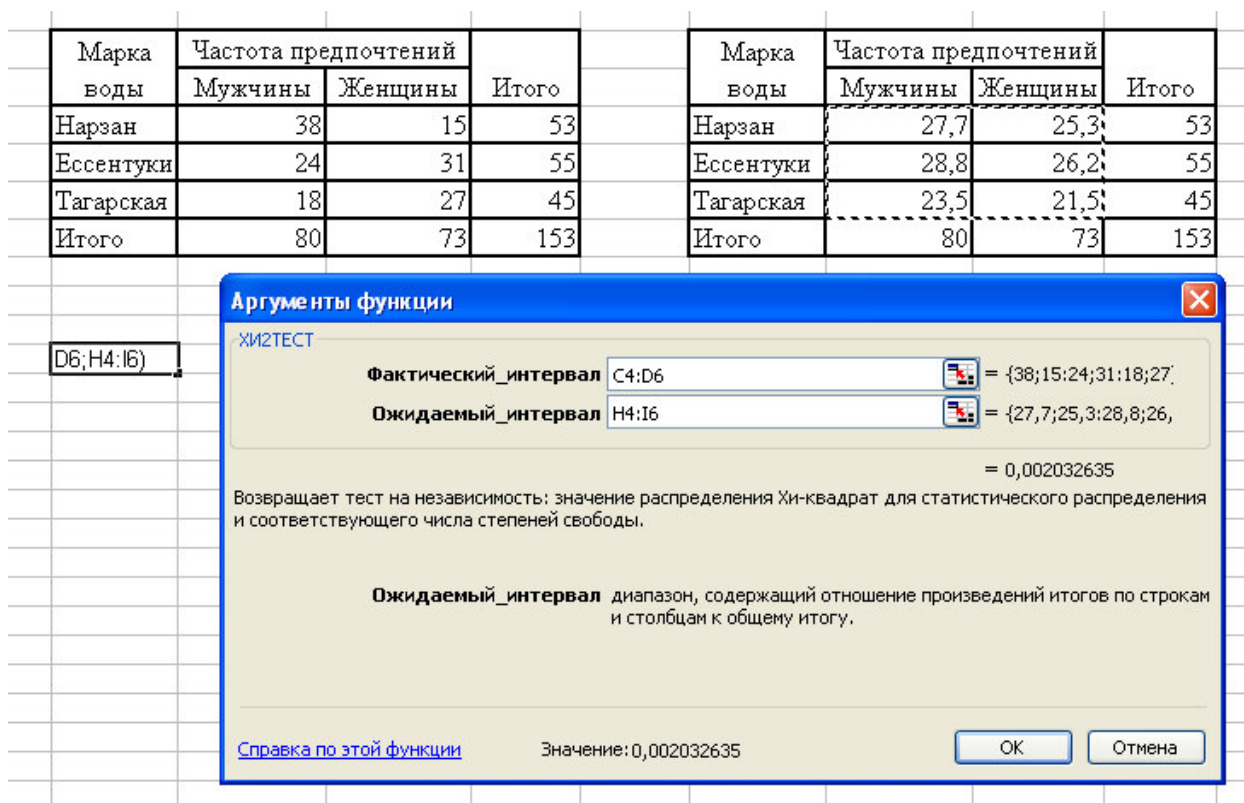 Марка Частота предпочтений
воды Мужчины Женщины Итого
Нарзан 38 15 53
Ессентуки 24 31 55
Тагарская 18 27 45
Итого 80 73 153
Марка Частота предпочтений
воды Мужчины Женщины Итого
Нарзан 27,7 25,3 53
Ессентуки 28,8 26,2 55
Тагарская 23,5 21,5 45
Итого 80 73 153
D6;H4:I6)
Аргументы функции
ХИ2ТЕСТ
Фактический_интервал C4:D6 = {38;15:24;31:18;27}
Ожидаемый_интервал H4:I6 = {27,7;25,3:28,8;26,
= 0,002032635
Возвращает тест на независимость: значение распределения Хи-квадрат для статистического распределения
и соответствующего числа степеней свободы.
Ожидаемый_интервал диапазон, содержащий отношение произведений итогов по строкам
и столбцам к общему итогу.
Справка по этой функции Значение: 0,002032635 OK Отмена